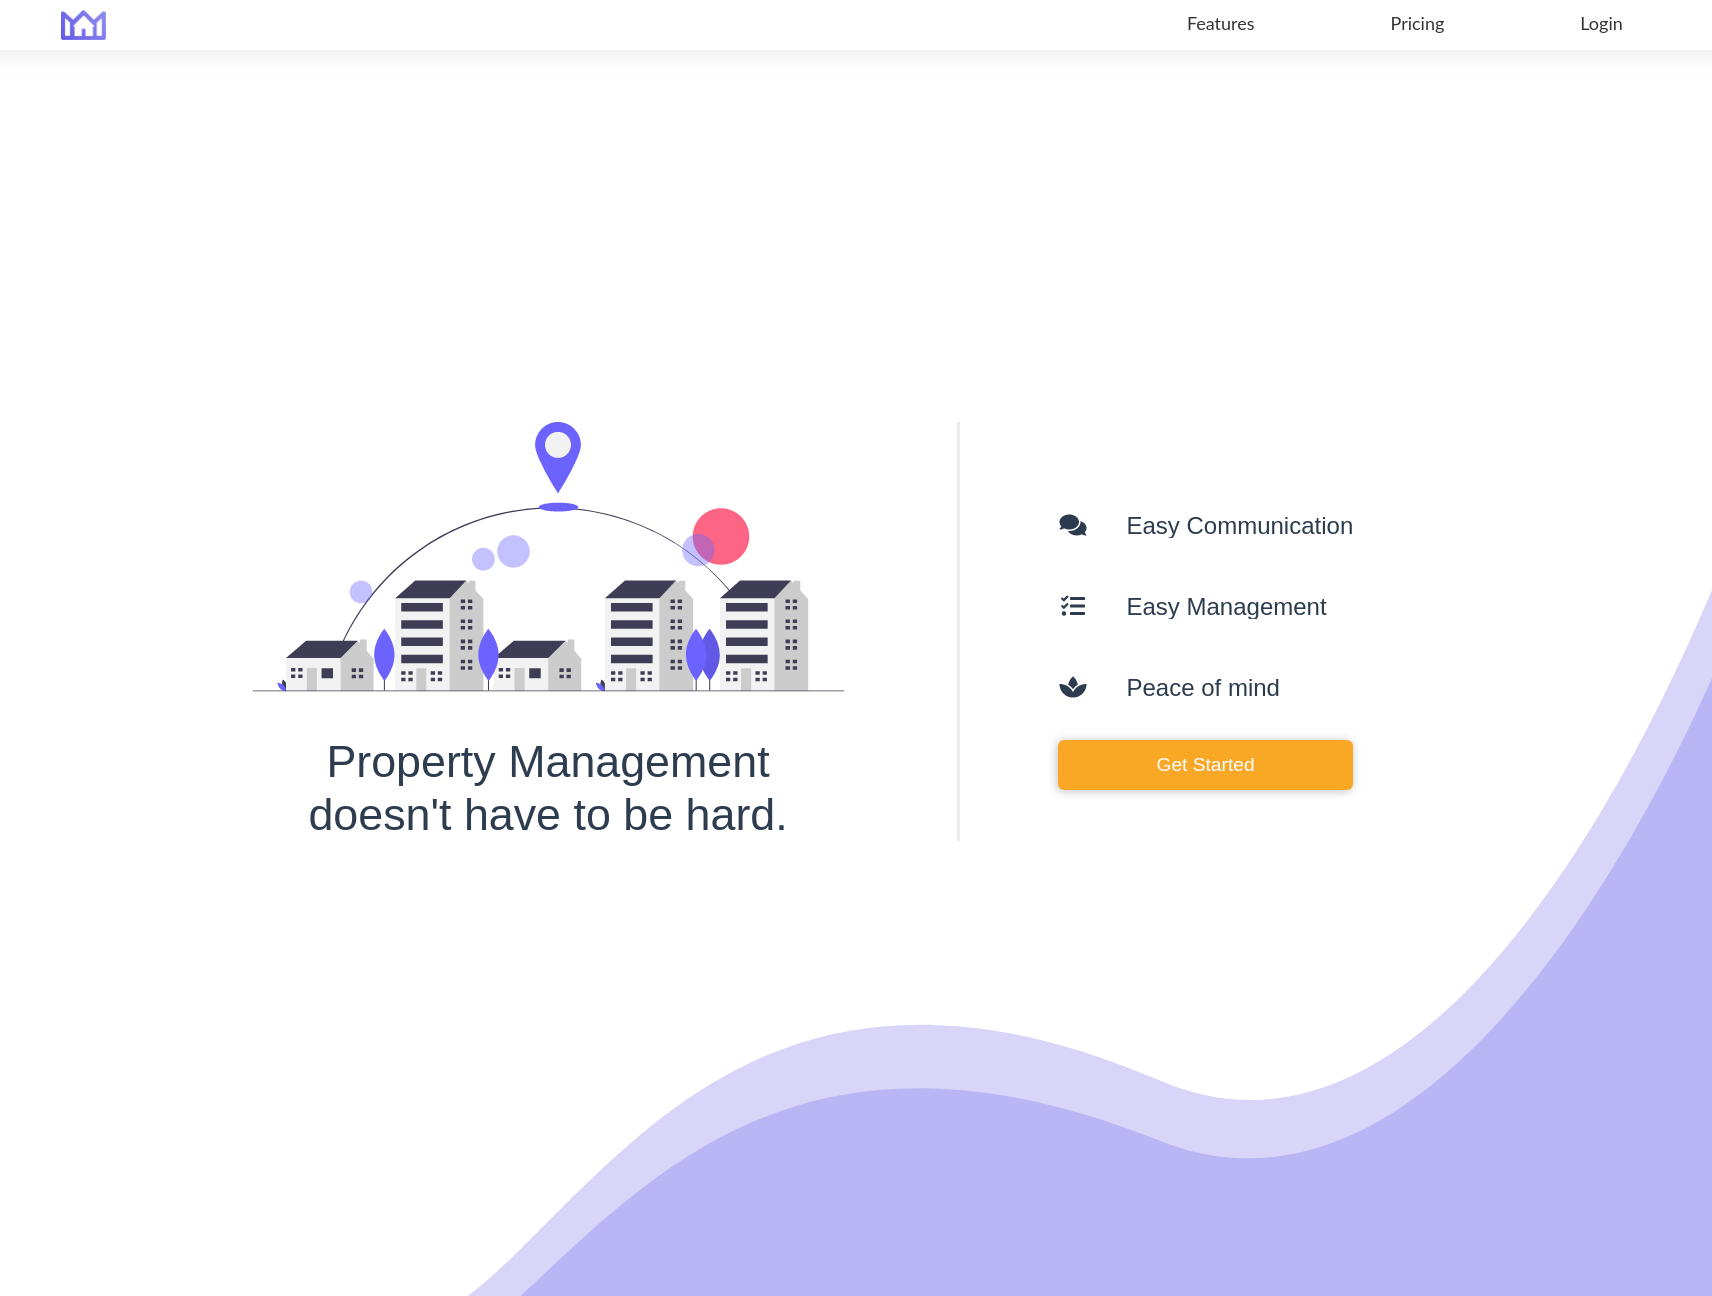 Features
Pricing
Login
Easy Communication
Easy Management
Peace of mind
Get Started
Property Management
doesn't have to be hard.